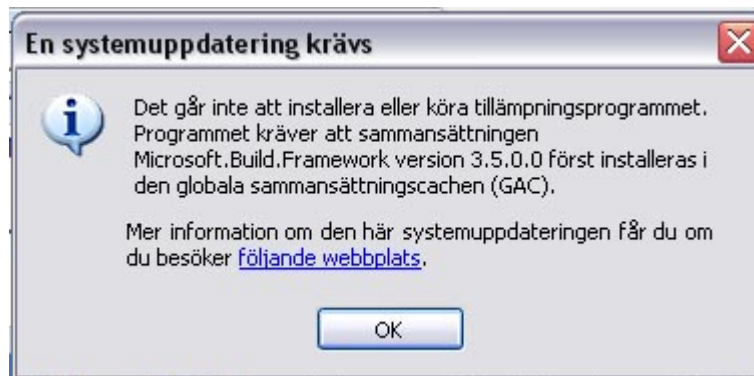 En systemuppdatering krävs
Det går inte att installera eller köra tillämpningsprogrammet.
Programmet kräver att sammansättningen
Microsoft.Build.Framework version 3.5.0.0 först installeras i
den globala sammansättningscachen (GAC).
Mer information om den här systemuppdateringen får du om
du besöker följande webbplats.
OK